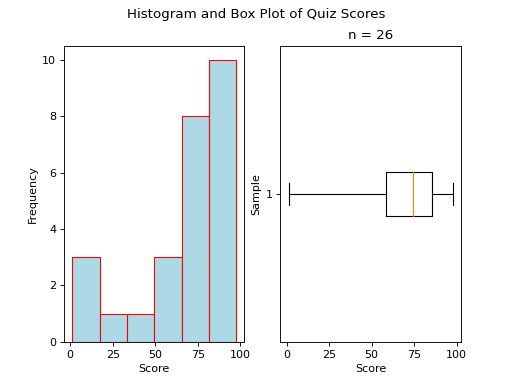 Histogram and Box Plot of Quiz Scores
Frequency
0
2
4
6
8
10
0 25 50 75 100
Score
n = 26
Sample
1
0 25 50 75 100
Score